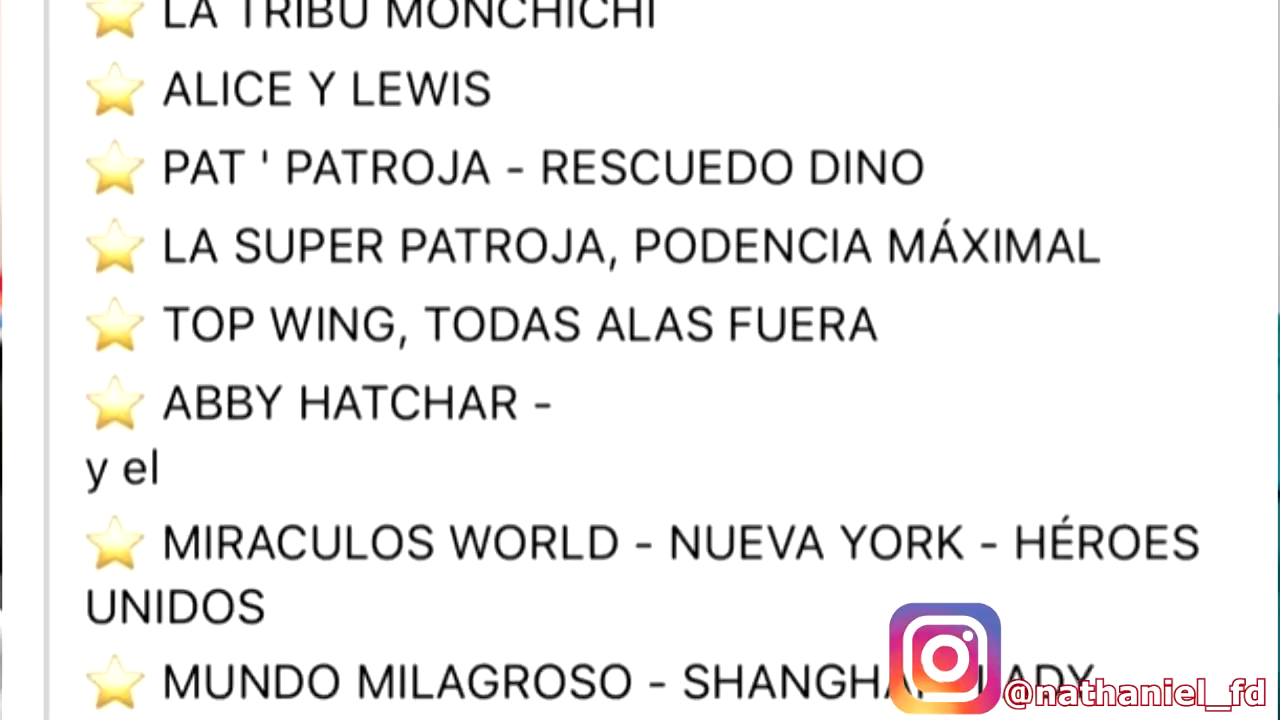 LA TRIBU MONCHICHI
ALICE Y LEWIS
PAT ' PATROJA - RESCUEDO DINO
LA SUPER PATROJA, PODENCIA MÁXIMAL
TOP WING, TODAS ALAS FUERA
ABBY HATCHAR -
y el
MIRACULOS WORLD - NUEVA YORK - HÉROES
UNIDOS
MUNDO MILAGROSO - LADY
@nathaniel_fd